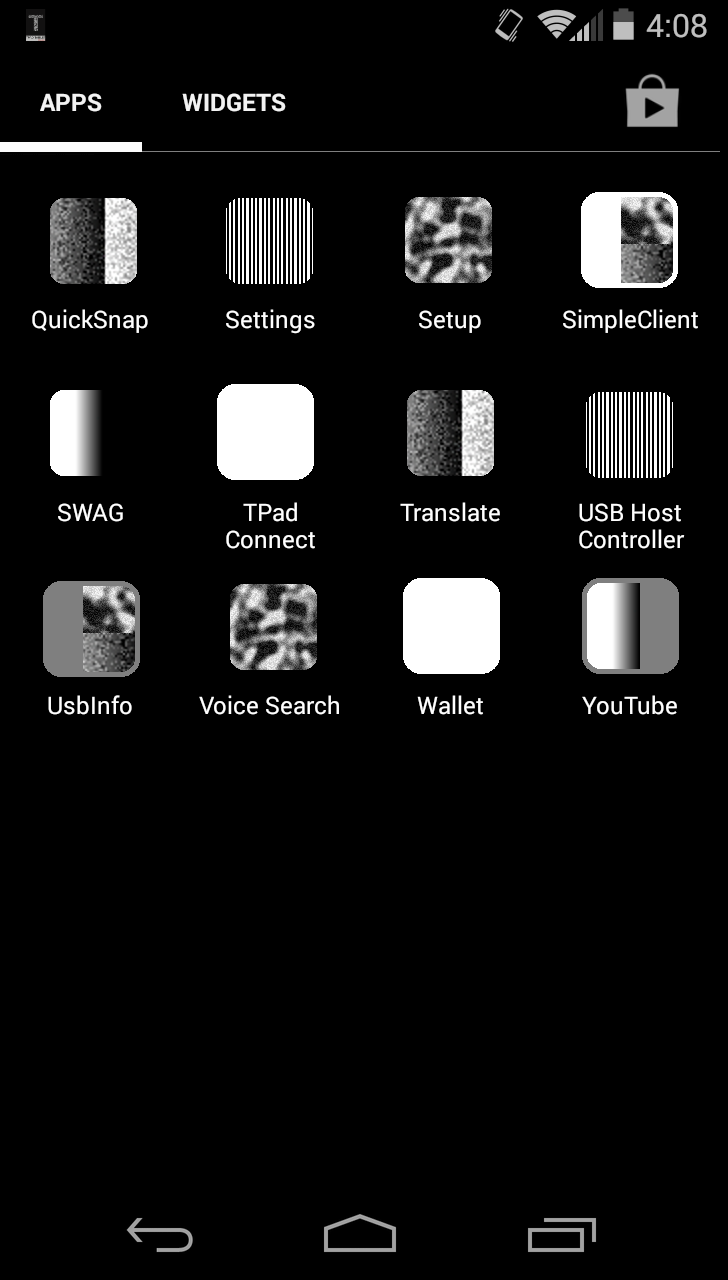 4:08
APPS WIDGETS
QuickSnap Settings Setup SimpleClient
SWAG TPad Connect Translate USB Host Controller
UsbInfo Voice Search Wallet YouTube